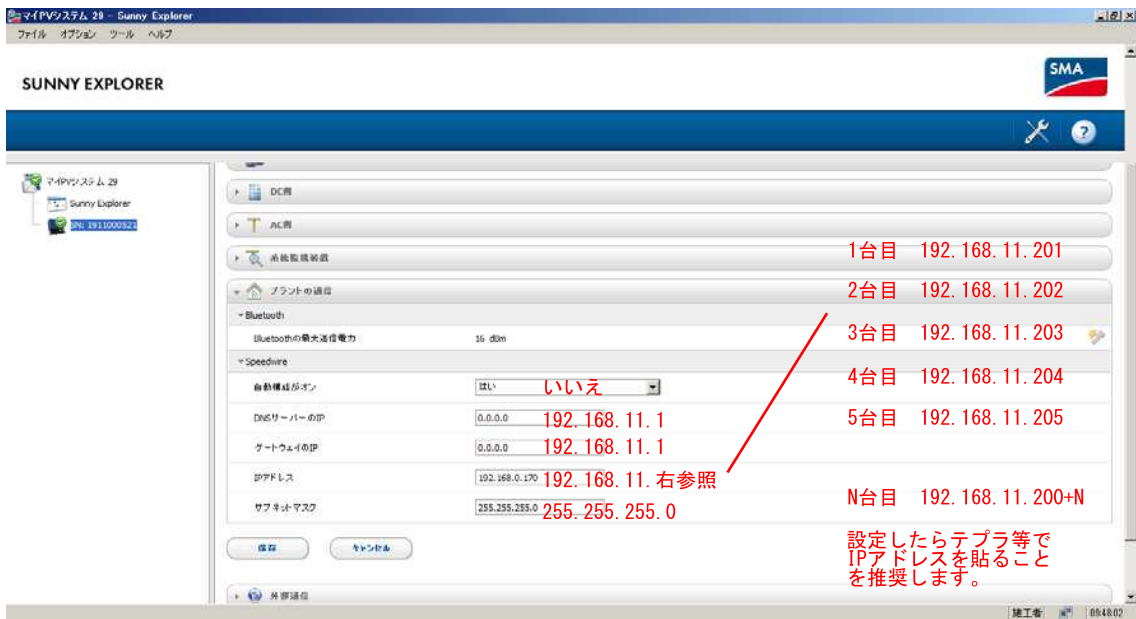 マイPVシステム 29 - Sunny Explorer
ファイル オプション ツール ヘルプ
SUNNY EXPLORER
SMA
マイPVシステム 29
Sunny Explorer
SN: 1911000521
DC側
AC側
系統監視装置
プラントの通信
Bluetooth
Bluetoothの最大送信電力 16 dBm
Speedwire
自動構成がオン はい いいえ
DNSサーバーのIP 0.0.0.0 192.168.11.1
ゲートウェイのIP 0.0.0.0 192.168.11.1
IPアドレス 192.168.0.170 192.168.11.右参照
サブネットマスク 255.255.255.0 255.255.255.0
保存 キャンセル
外部通信
1台目 192.168.11.201
2台目 192.168.11.202
3台目 192.168.11.203
4台目 192.168.11.204
5台目 192.168.11.205
N台目 192.168.11.200+N
設定したらテプラ等で
IPアドレスを貼ること
を推奨します。
施工者 09:48:02